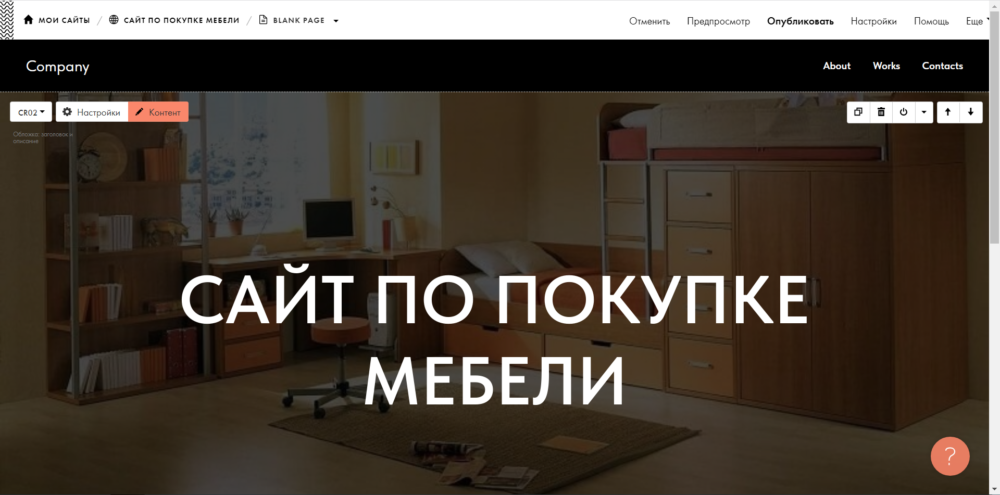 МОИ САЙТЫ / САЙТ ПО ПОКУПКЕ МЕБЕЛИ / BLANK PAGE
Отменить Предпросмотр Опубликовать Настройки Помощь Еще
Company About Works Contacts
CR02 Настройки Контент
Обложка: заголовок и
описание
САЙТ ПО ПОКУПКЕ
МЕБЕЛИ
?